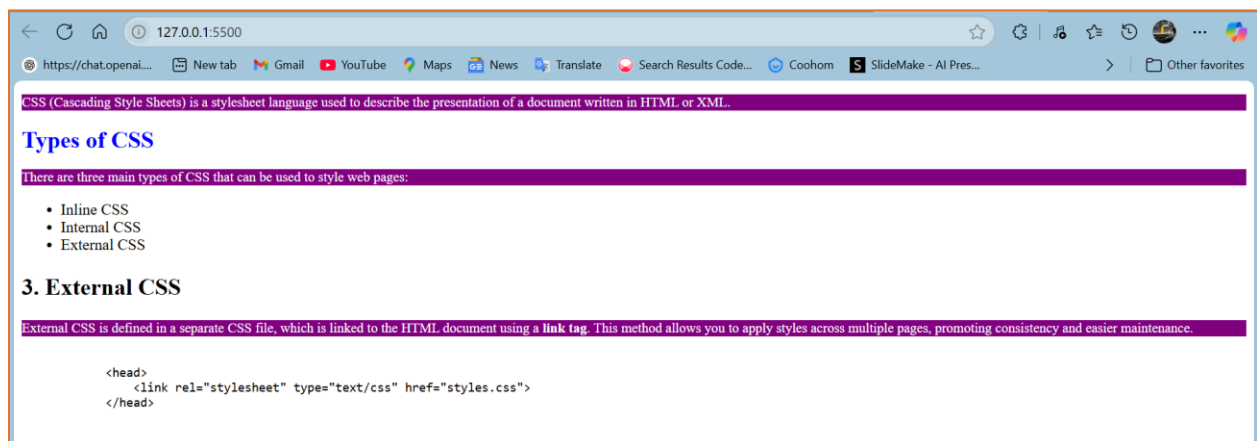 127.0.0.1:5500
https://chat.openai.... New tab Gmail YouTube Maps News Translate Search Results Code... Coohom SlideMake - AI Pres... Other favorites
CSS (Cascading Style Sheets) is a stylesheet language used to describe the presentation of a document written in HTML or XML.
Types of CSS
There are three main types of CSS that can be used to style web pages:
• Inline CSS
• Internal CSS
• External CSS
3. External CSS
External CSS is defined in a separate CSS file, which is linked to the HTML document using a link tag. This method allows you to apply styles across multiple pages, promoting consistency and easier maintenance.
<head>
<link rel="stylesheet" type="text/css" href="styles.css">
</head>